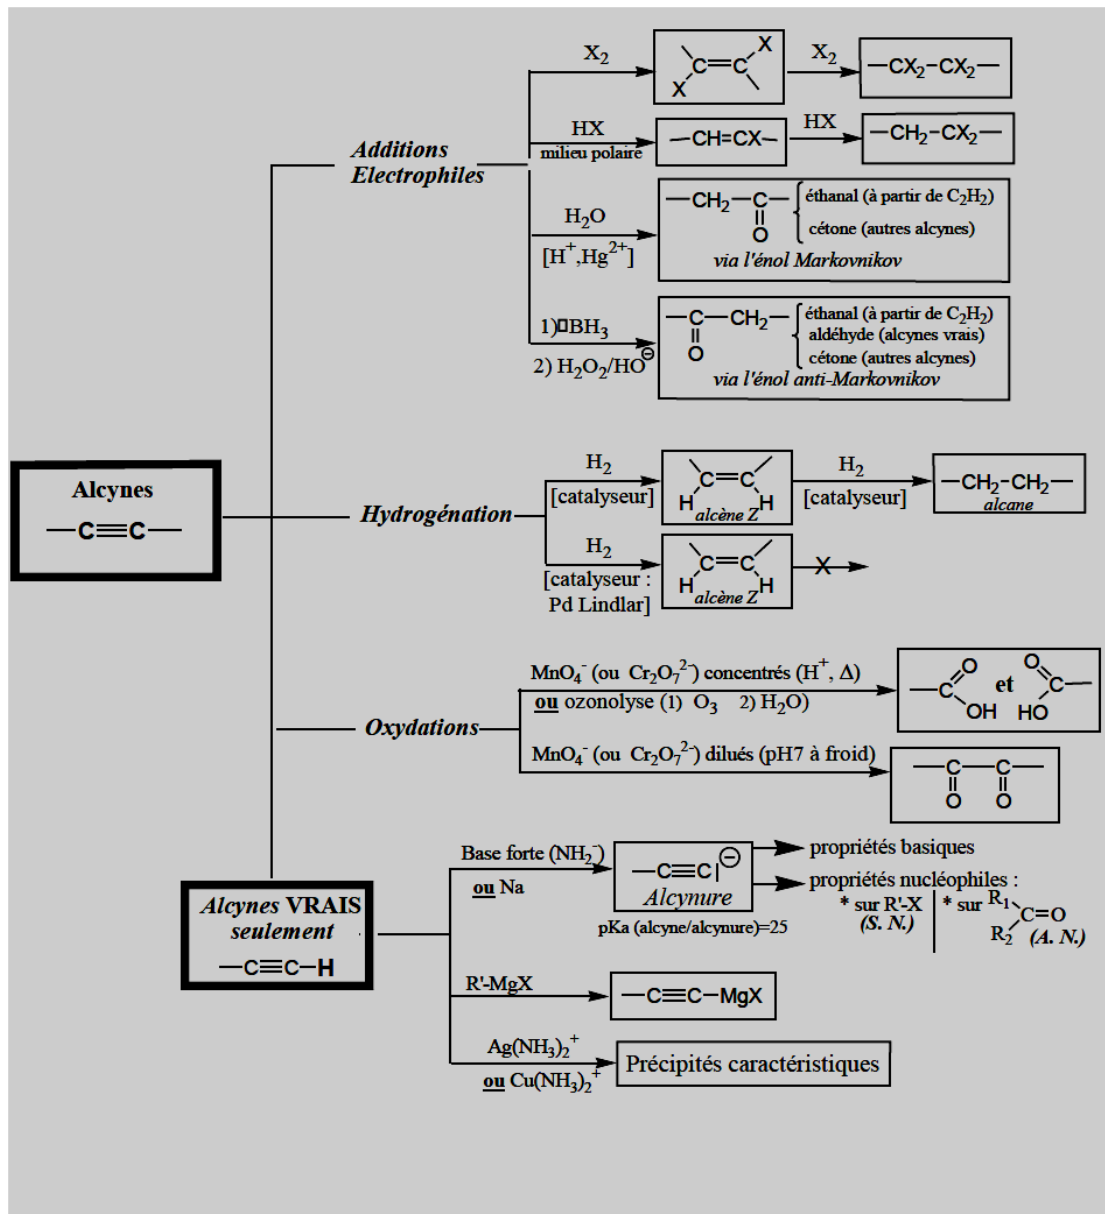 X₂
X
C=C
X
X₂
—CX₂—CX₂—
Additions
Electrophiles
HX
milieu polaire
—CH=CX—
HX
—CH₂—CX₂—
H₂O
[H⁺,Hg²⁺]
—CH₂—C—
O
éthanal (à partir de C₂H₂)
cétone (autres alcynes)
via l'énol Markovnikov
1)□BH₃
2) H₂O₂/HO⊖
—C—CH₂—
O
éthanal (à partir de C₂H₂)
aldéhyde (alcynes vrais)
cétone (autres alcynes)
via l'énol anti-Markovnikov
Alcynes
—C≡C—
Hydrogénation
H₂
[catalyseur]
C=C
H H
alcène Z
H₂
[catalyseur]
—CH₂—CH₂—
alcane
H₂
[catalyseur :
Pd Lindlar]
C=C
H H
alcène Z
X
Oxydations
MnO₄⁻ (ou Cr₂O₇²⁻) concentrés (H⁺, Δ)
ou ozonolyse (1) O₃ 2) H₂O)
O
—C
OH
et
O
C—
HO
MnO₄⁻ (ou Cr₂O₇²⁻) dilués (pH7 à froid)
—C—C—
O O
Alcynes VRAIS
seulement
—C≡C—H
Base forte (NH₂⁻)
ou Na
—C≡C|⊖
Alcynure
pKa (alcyne/alcynure)=25
propriétés basiques
propriétés nucléophiles :
* sur R'-X
(S. N.)
* sur R₁
C=O
R₂
(A. N.)
R'-MgX
—C≡C—MgX
Ag(NH₃)₂⁺
ou Cu(NH₃)₂⁺
Précipités caractéristiques